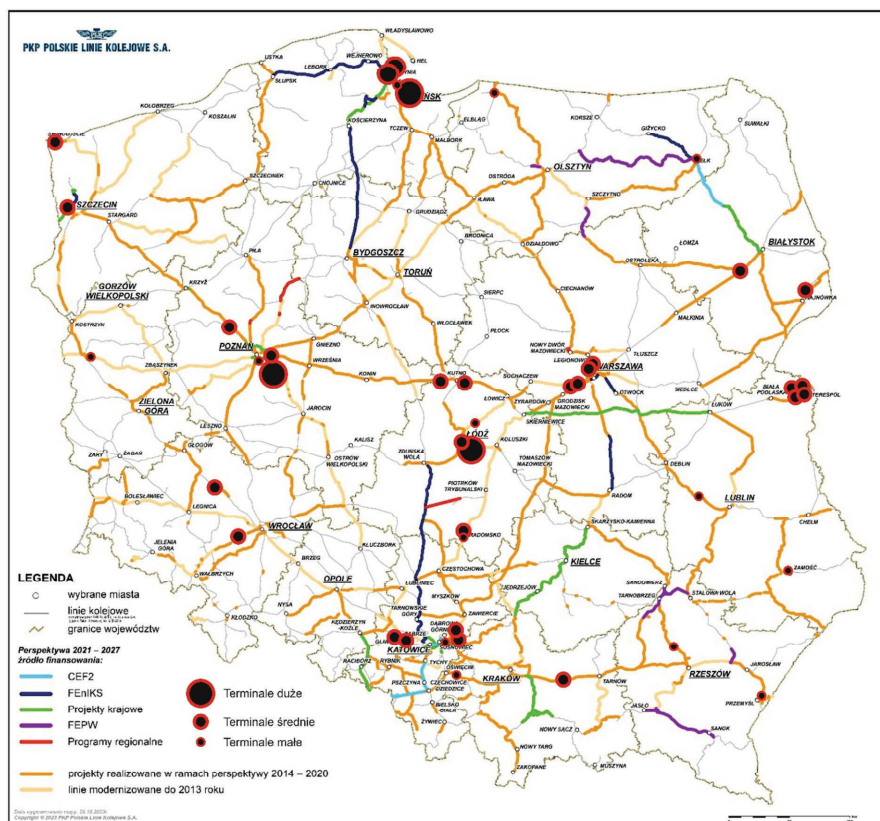 PKP POLSKIE LINIE KOLEJOWE S.A.
WŁADYSŁAWOWO
USTKA
WEJHEROWO
HEL
LĘBORK
SŁUPSK
KOŁOBRZEG
KOSZALIN
KOŚCIERZYNA
ELBLĄG
KORSZE
GIŻYCKO
SUWAŁKI
TCZEW
MALBORK
OLSZTYN
OSTRÓDA
SZCZECINEK
CHOJNICE
SZCZECIN
STARGARD
GRUDZIĄDZ
IŁAWA
SZCZYTNO
PIŁA
BYDGOSZCZ
BRODNICA
DZIAŁDOWO
ŁOMŻA
BIAŁYSTOK
OSTROŁĘKA
TORUŃ
GORZÓW
WIELKOPOLSKI
KRZYŻ
CIECHANÓW
SIERPC
INOWROCŁAW
WŁOCŁAWEK
MAŁKINIA
KOSTRZYN
PŁOCK
POZNAŃ
GNIEZNO
WRZEŚNIA
NOWY DWÓR
MAZOWIECKI
LEGIONOWO
TŁUSZCZ
ZBĄSZYNEK
KONIN
KUTNO
SOCHACZEW
WARSZAWA
SIEDLCE
BIAŁA
PODLASKA
TERESPOL
ŁOWICZ
ŻYRARDÓW
GRODZISK
MAZOWIECKI
OTWOCK
ŁUKÓW
ZIELONA
GÓRA
JAROCIN
SKIERNIEWICE
LESZNO
KALISZ
ŁÓDŹ
KOLUSZKI
GŁOGÓW
OSTRÓW
WIELKOPOLSKI
ZDUŃSKA
WOLA
TOMASZÓW
MAZOWIECKI
DĘBLIN
ŻARY
ŻAGAŃ
PIOTRKÓW
TRYBUNALSKI
RADOM
LUBLIN
BOLESŁAWIEC
LEGNICA
WROCŁAW
RADOMSKO
SKARŻYSKO-KAMIENNA
CHEŁM
JELENIA
GÓRA
KLUCZBORK
KIELCE
WAŁBRZYCH
BRZEG
OPOLE
LUBLINIEC
CZĘSTOCHOWA
JĘDRZEJÓW
SANDOMIERZ
TARNOBRZEG
STALOWA WOLA
ZAMOŚĆ
MYSZKÓW
TARNOWSKIE
GÓRY
ZAWIERCIE
NYSA
KŁODZKO
KĘDZIERZYN
-KOŹLE
KATOWICE
SOSNOWIEC
RACIBÓRZ
RYBNIK
TYCHY
OŚWIĘCIM
KRAKÓW
TARNÓW
RZESZÓW
JAROSŁAW
PSZCZYNA
CZECHOWICE
DZIEDZICE
BIELSKO
BIAŁA
PRZEMYŚL
JASŁO
SANOK
ŻYWIEC
NOWY SĄCZ
NOWY TARG
ZAKOPANE
MUSZYNA
LEGENDA
wybrane miasta
linie kolejowe
granice województw
Perspektywa 2021 – 2027
źródło finansowania:
CEF2
FEnIKS
Projekty krajowe
FEPW
Programy regionalne
Terminale duże
Terminale średnie
Terminale małe
projekty realizowane w ramach perspektywy 2014 – 2020
linie modernizowane do 2013 roku
Copyright © 2023 PKP Polskie Linie Kolejowe S.A.